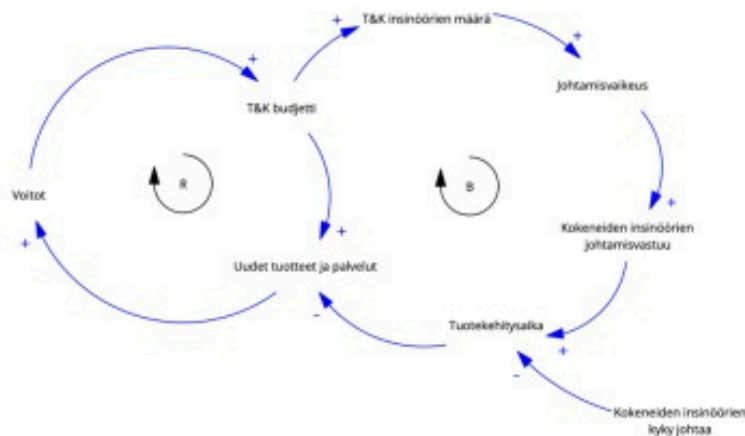 T&K insinöörien määrä
+
+
+
Johtamisvaikeus
T&K budjetti
R
B
Voitot
+
+
+
Kokeneiden insinöörien
johtamisvastuu
Uudet tuotteet ja palvelut
-
Tuotekehitysaika
+
-
Kokeneiden insinöörien
kyky johtaa